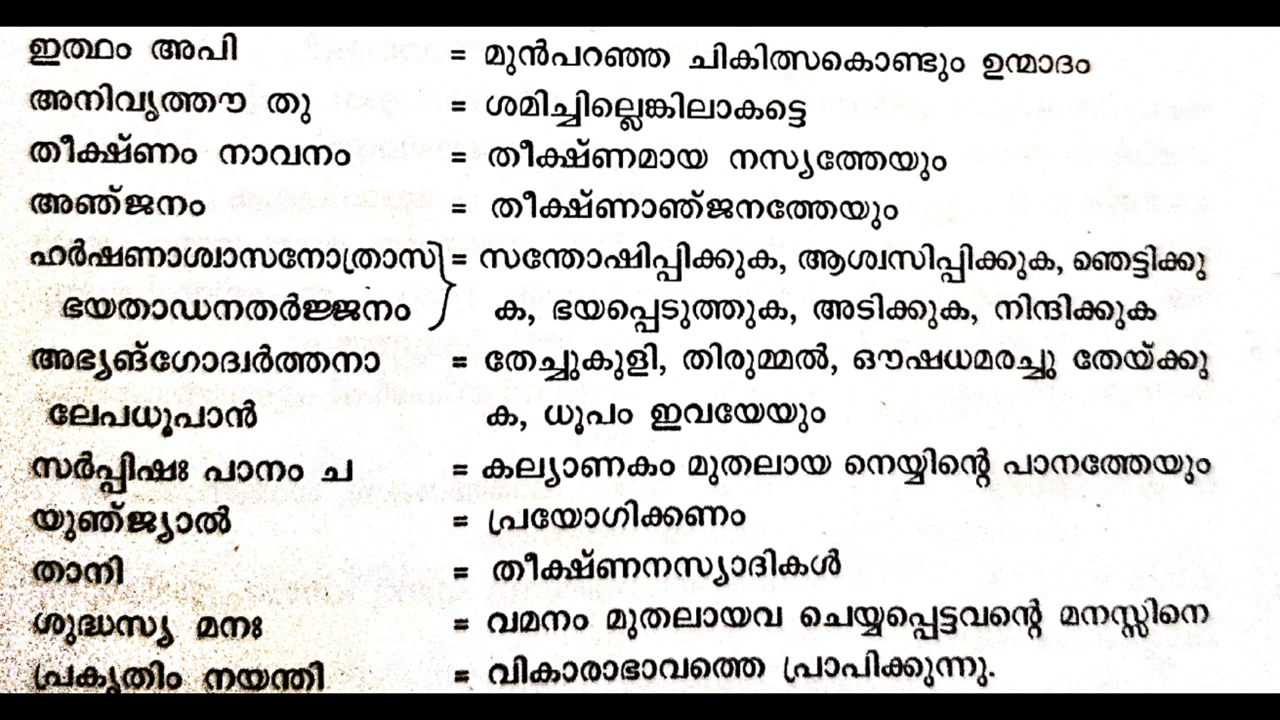 ഇത്ഥം അപി = മുൻപറഞ്ഞ ചികിത്സകൊണ്ടും ഉന്മാദം
അനിവൃത്തൗ തു = ശമിച്ചില്ലെങ്കിലാകട്ടെ
തീക്ഷ്ണം നാവനം = തീക്ഷ്ണമായ നസ്യത്തേയും
അഞ്ജനം = തീക്ഷ്ണാഞ്ജനത്തേയും
ഹർഷണാശ്വാസനോത്രാസ = സന്തോഷിപ്പിക്കുക, ആശ്വസിപ്പിക്കുക, ഞെട്ടിക്കു
ഭയതാഡനതർജ്ജനം } ക, ഭയപ്പെടുത്തുക, അടിക്കുക, നിന്ദിക്കുക
അഭ്യങ്ഗോദ്വർത്തനാ = തേച്ചുകുളി, തിരുമ്മൽ, ഔഷധമരച്ചു തേയ്ക്കു
ലേപധൂപാൻ ക, ധൂപം ഇവയേയും
സർപ്പിഷഃ പാനം ച = കല്യാണകം മുതലായ നെയ്യിന്റെ പാനത്തേയും
യുഞ്ജ്യാൽ = പ്രയോഗിക്കണം
താനി = തീക്ഷ്ണനസ്യാദികൾ
ശുദ്ധസ്യ മനഃ = വമനം മുതലായവ ചെയ്യപ്പെട്ടവന്റെ മനസ്സിനെ
പ്രകൃതിം നയന്തി = വികാരാഭാവത്തെ പ്രാപിക്കുന്നു.